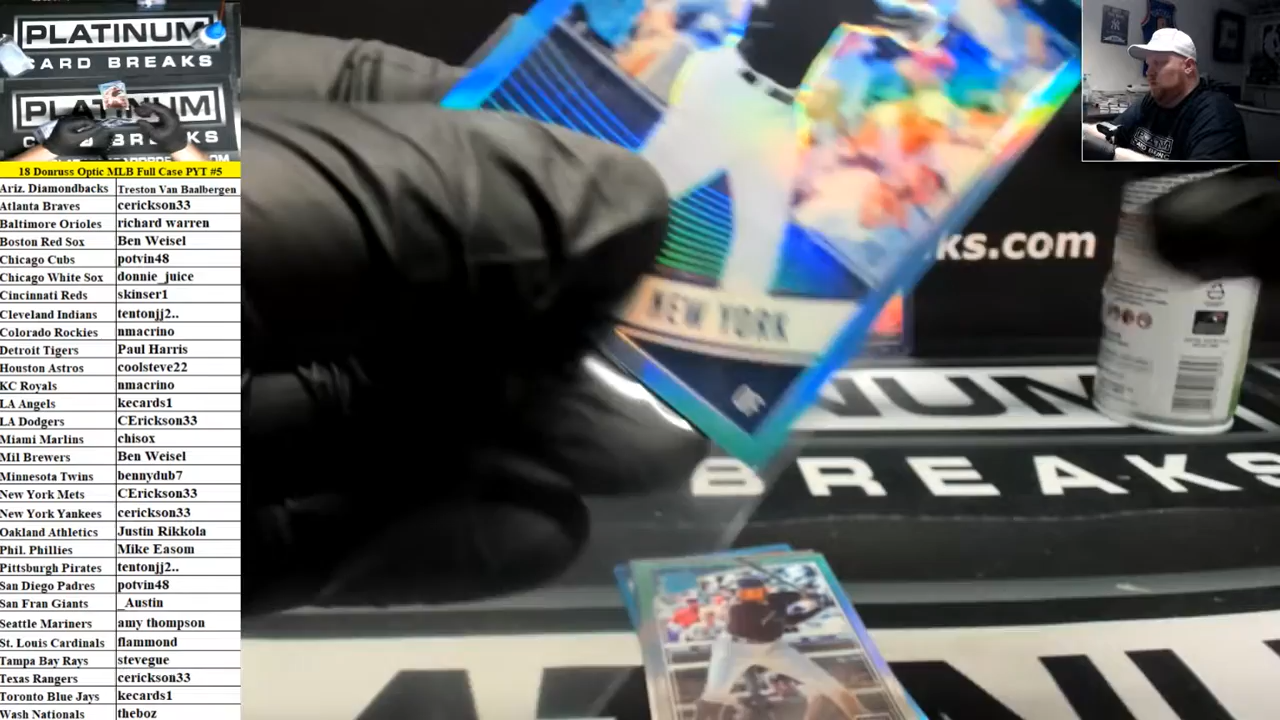 PLATINUM
CARD BREAKS
PLATINUM
BREAKS
18 Donruss Optic MLB Full Case PYT #5
Ariz. Diamondbacks Treston Van Baalbergen
Atlanta Braves cerickson33
Baltimore Orioles richard warren
Boston Red Sox Ben Weisel
Chicago Cubs potvin48
Chicago White Sox donnie_juice
Cincinnati Reds skinser1
Cleveland Indians tentonjj2..
Colorado Rockies nmacrino
Detroit Tigers Paul Harris
Houston Astros coolsteve22
KC Royals nmacrino
LA Angels kecards1
LA Dodgers CErickson33
Miami Marlins chisox
Mil Brewers Ben Weisel
Minnesota Twins bennydub7
New York Mets CErickson33
New York Yankees cerickson33
Oakland Athletics Justin Rikkola
Phil. Phillies Mike Easom
Pittsburgh Pirates tentonjj2..
San Diego Padres potvin48
San Fran Giants _Austin
Seattle Mariners amy thompson
St. Louis Cardinals flammond
Tampa Bay Rays stevegue
Texas Rangers cerickson33
Toronto Blue Jays kecards1
Wash Nationals theboz
NEW YORK
ks.com
NUM
BREAKS